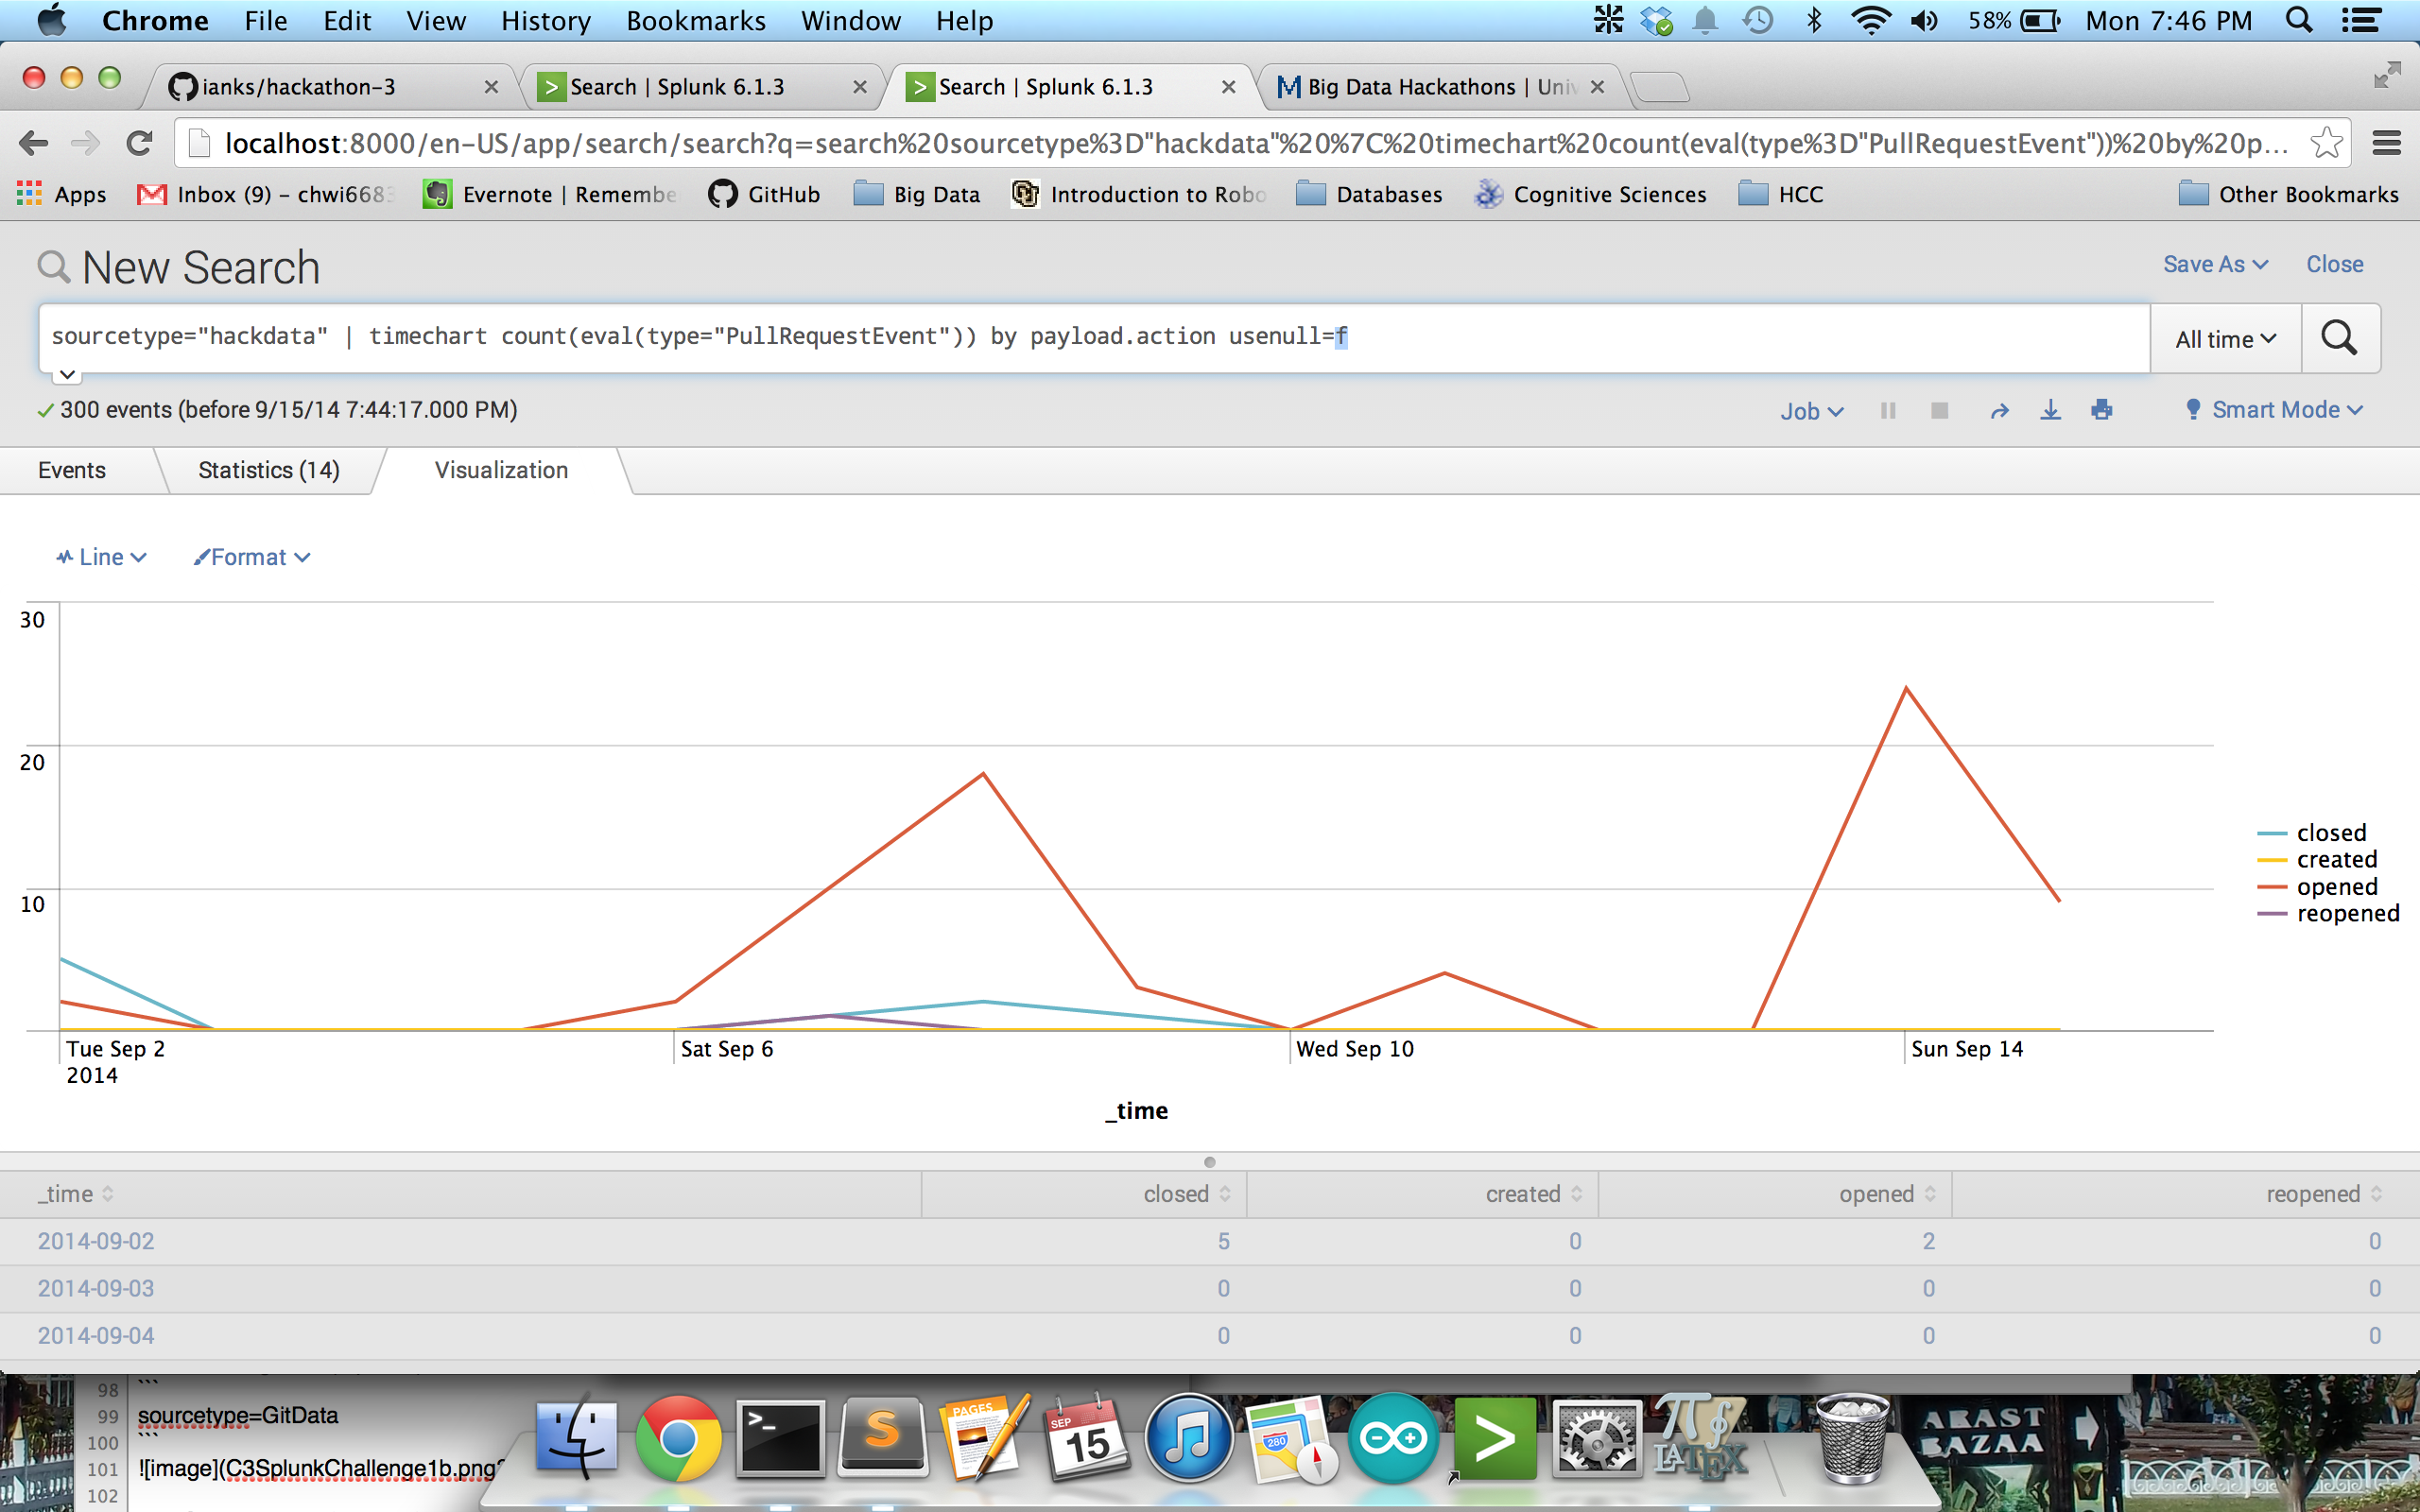 Chrome File Edit View History Bookmarks Window Help 58% Mon 7:46 PM
ianks/hackathon-3 Search | Splunk 6.1.3 Search | Splunk 6.1.3 Big Data Hackathons | Univ
localhost:8000/en-US/app/search/search?q=search%20sourcetype%3D"hackdata"%20%7C%20timechart%20count(eval(type%3D"PullRequestEvent"))%20by%20p...
Apps Inbox (9) – chwi6683 Evernote | Remembe GitHub Big Data Introduction to Robo Databases Cognitive Sciences HCC Other Bookmarks
New Search Save As Close
sourcetype="hackdata" | timechart count(eval(type="PullRequestEvent")) by payload.action usenull=f All time
300 events (before 9/15/14 7:44:17.000 PM) Job Smart Mode
Events Statistics (14) Visualization
Line Format
30
20
10
closed
created
opened
reopened
Tue Sep 2 Sat Sep 6 Wed Sep 10 Sun Sep 14
2014
_time
_time closed created opened reopened
2014-09-02 5 0 2 0
2014-09-03 0 0 0 0
2014-09-04 0 0 0 0
98 ```
99 sourcetype=GitData
100 ```
101 ![image](C3SplunkChallenge1b.png?
102
PAGES
SEP
15
280
LATEX
ARAST
BAZAA